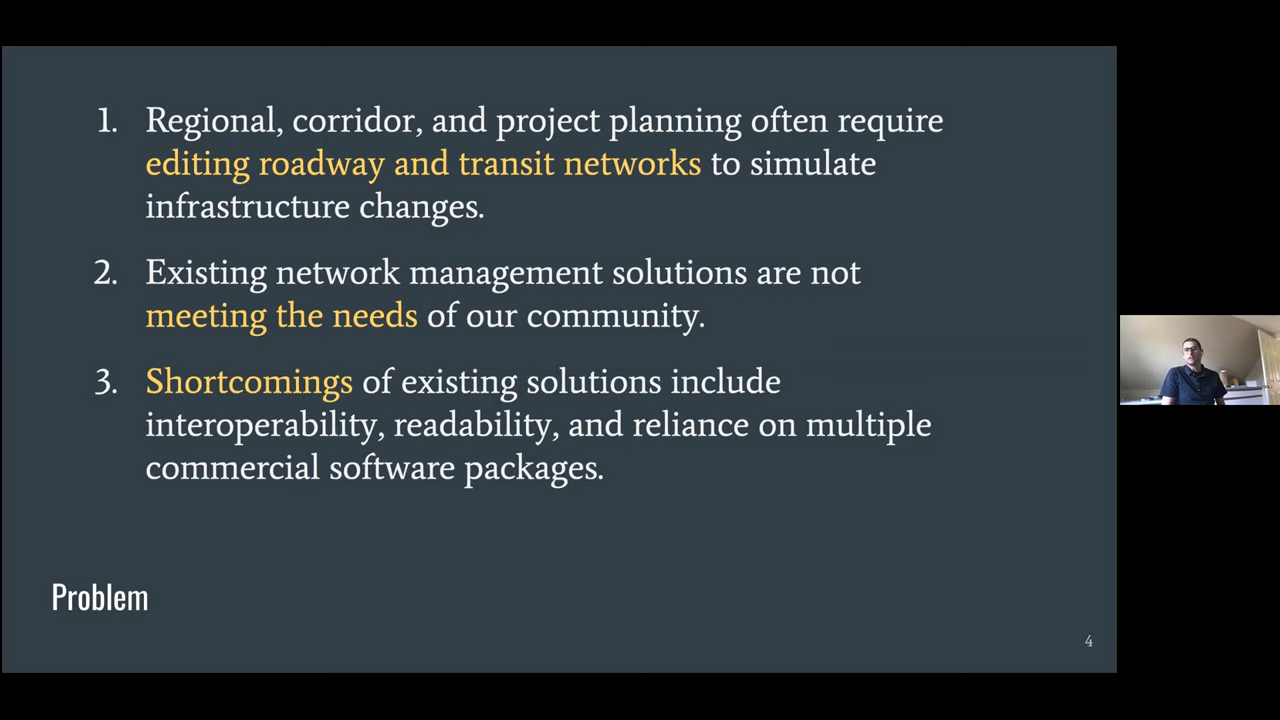 1. Regional, corridor, and project planning often require
editing roadway and transit networks to simulate
infrastructure changes.
2. Existing network management solutions are not
meeting the needs of our community.
3. Shortcomings of existing solutions include
interoperability, readability, and reliance on multiple
commercial software packages.
Problem
4